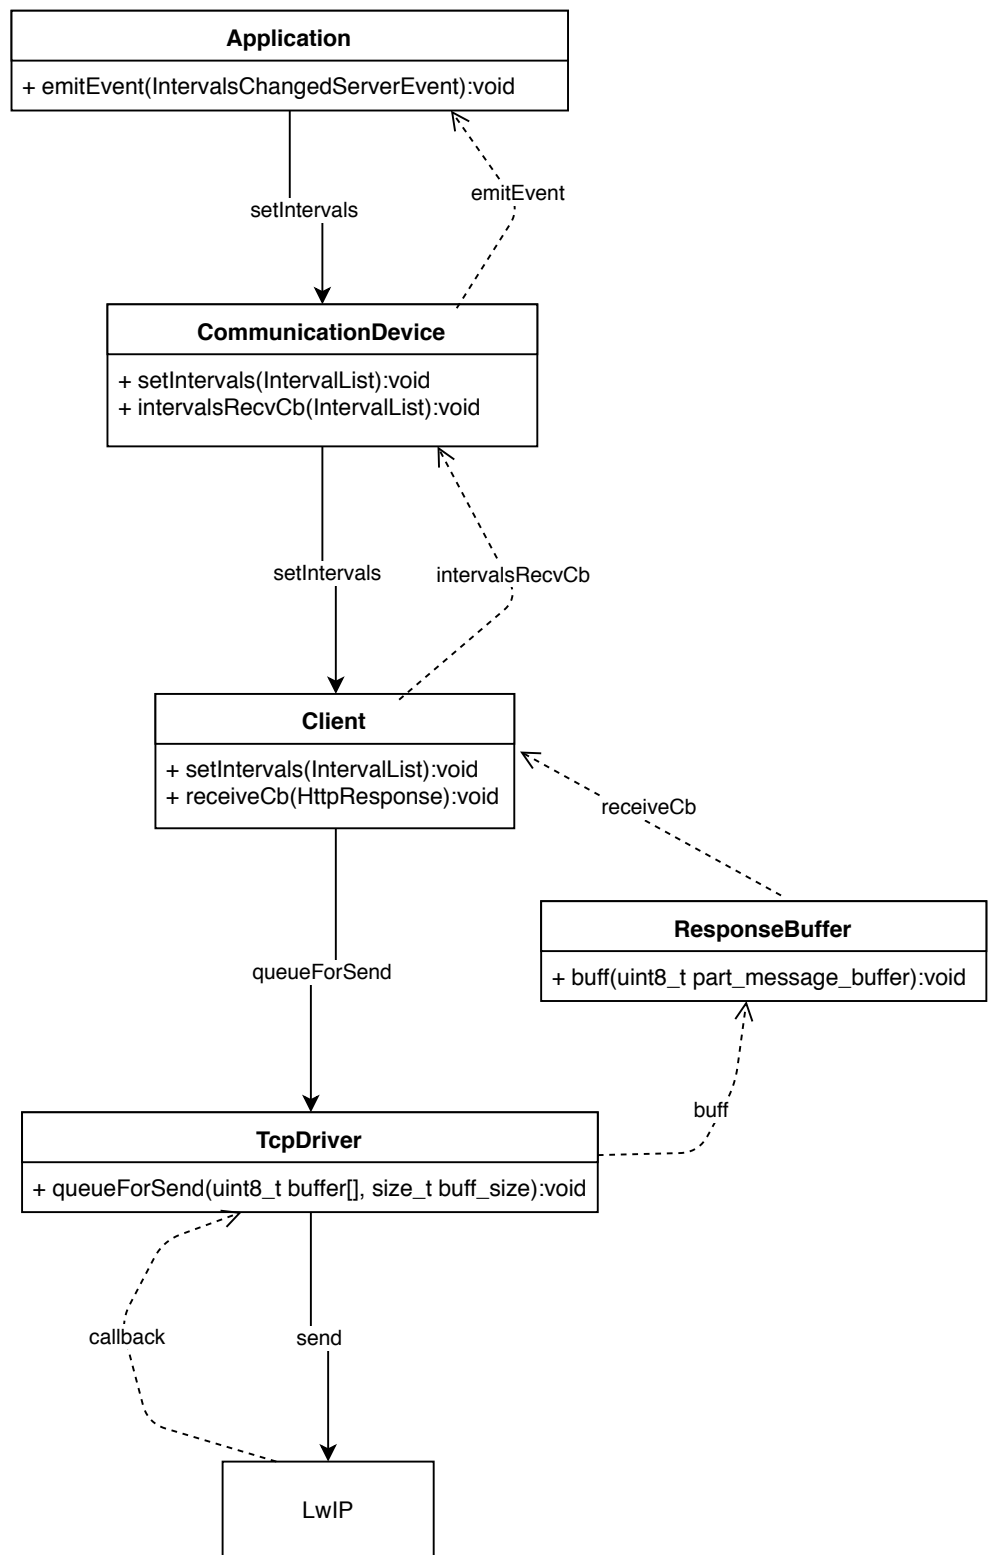 Application
+ emitEvent(IntervalsChangedServerEvent):void
emitEvent
setIntervals
CommunicationDevice
+ setIntervals(IntervalList):void
+ intervalsRecvCb(IntervalList):void
setIntervals
intervalsRecvCb
Client
+ setIntervals(IntervalList):void
+ receiveCb(HttpResponse):void
receiveCb
ResponseBuffer
+ buff(uint8_t part_message_buffer):void
queueForSend
buff
TcpDriver
+ queueForSend(uint8_t buffer[], size_t buff_size):void
callback
send
LwIP